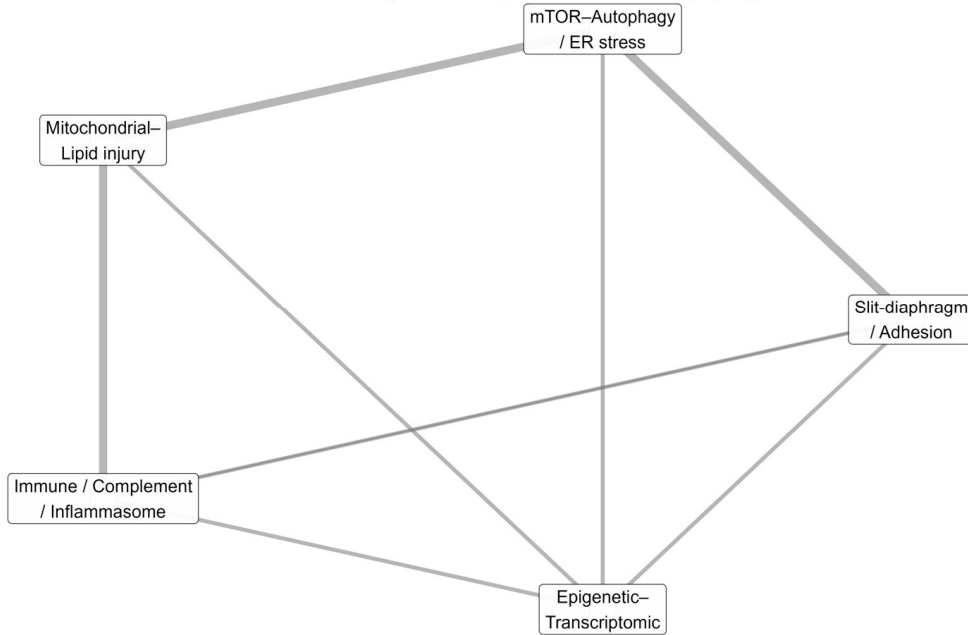 mTOR–Autophagy
/ ER stress
Mitochondrial–
Lipid injury
Slit-diaphragm
/ Adhesion
Immune / Complement
/ Inflammasome
Epigenetic–
Transcriptomic